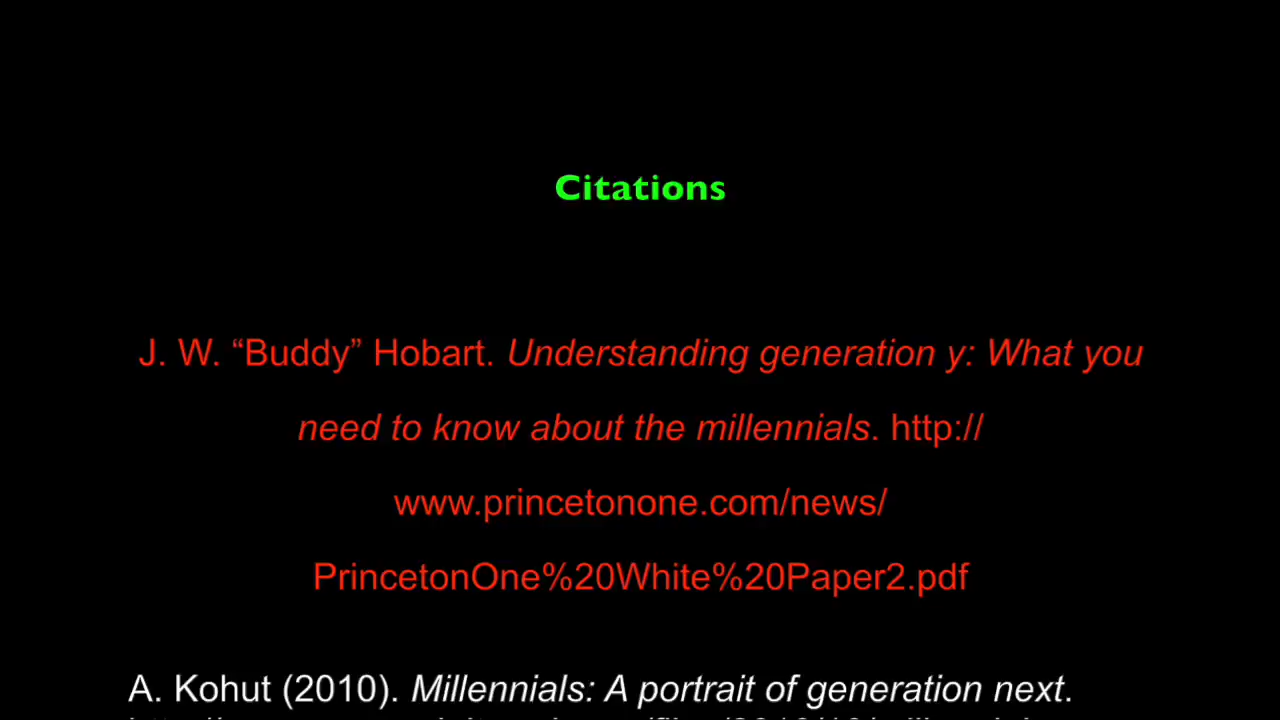 Citations
J. W. “Buddy” Hobart. Understanding generation y: What you
need to know about the millennials. http://
www.princetonone.com/news/
PrincetonOne%20White%20Paper2.pdf
A. Kohut (2010). Millennials: A portrait of generation next.